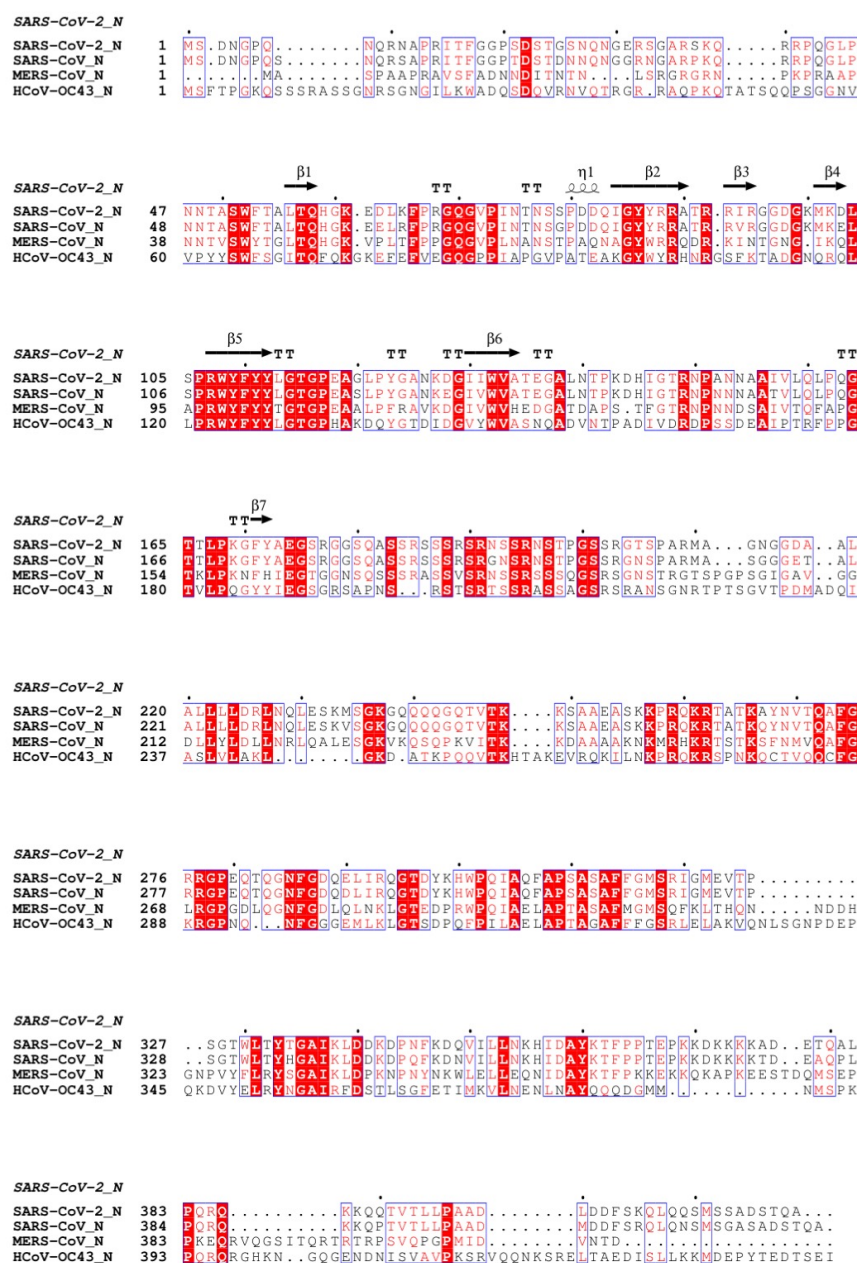 SARS-CoV-2_N
SARS-CoV-2_N 1 MS.DNGPQ........NQRNAPRITFGGPSDSTGSNQNGERSGARSKQ.....RRPQGLP
SARS-CoV_N 1 MS.DNGPQ........SNQRSAPRITFGGPTDSTDNNQNGGRNGARPKQ.....RRPQGLP
MERS-CoV_N 1 .......MA.......SPAAPRAVSFADNNDITNTN..LSRGRGRN.......PKPRAAP
HCoV-OC43_N 1 MSFTPGKQSSSRASSGNRSGNGILKWADQSDQVRNVQTRGR.RAQPKQTATSQQPSGGNV
SARS-CoV-2_N β1 TT TT η1 β2 β3 β4
SARS-CoV-2_N 47 NNTASWFTALTQHGK.EDLKFPRGQGVPINTNSSPDDQIGYYRRATR.RIRGGDGKMKDL
SARS-CoV_N 48 NNTASWFTALTQHGK.EELRFPRGQGVPINTNSGPDDQIGYYRRATR.RVRGGDGKMKEL
MERS-CoV_N 38 NNTVSWYTGLTQHGK.VPLTFPPGQGVPLNANSTPAQNAGYWRRQDR.KINTGNG.IKQL
HCoV-OC43_N 60 VPYYSWFSGITQFQKGKEFEFVEGQGPPIAPGVPATEAKGYWYRHNRGSFKTADGNQRQL
SARS-CoV-2_N β5 TT TT TT β6 TT TT
SARS-CoV-2_N 105 SPRWYFYYLGTGPEAGLPYGANKDGIIWVATEGALNTPKDHIGTRNPANNAAIVLQLPQG
SARS-CoV_N 106 SPRWYFYYLGTGPEASLPYGANKEGIVWVATEGALNTPKDHIGTRNPNNNAATVLQLPQG
MERS-CoV_N 95 APRWYFYYTGTGPEAALPFRAVKDGIVWVHEDGATDAPS.TFGTRNPNNDSAIVTQFAPG
HCoV-OC43_N 120 LPRWYFYYLGTGPHAKDQYGTDIDGVYWVASNQADVNTPADIVDRDPSSDEAIPTRFPPG
SARS-CoV-2_N TT β7
SARS-CoV-2_N 165 TTLPKGFYAEGSRGGSQASSRSSSRSRNSSRNSTPGSSRGTSPARMA...GNGGDA..AL
SARS-CoV_N 166 TTLPKGFYAEGSRGGSQASSRSSSRSRGNSRNSTPGSSRGNSPARMA...SGGGET..AL
MERS-CoV_N 154 TKLPKNFHIEGTGGNSQSSSRASSVSRNSSRSSSQGSRSGNSTRGTSPGPSGIGAV..GG
HCoV-OC43_N 180 TVLPQGYYIEGSGRSAPNS...RSTSRTSSRASSAGSRSRANSGNRTPTSGVTPDMADQI
SARS-CoV-2_N
SARS-CoV-2_N 220 ALLLLDRLNQLESKMSGKGQQQQGQTVTK....KSAAEASKKPRQKRTATKAYNVTQAFG
SARS-CoV_N 221 ALLLLDRLNQLESKVSGKGQQQQGQTVTK....KSAAEASKKPRQKRTATKQYNVTQAFG
MERS-CoV_N 212 DLLYLDLLNRLQALESGKVKQSQPKVITK....KDAAAAKNKMRHKRTSTKSFNMVQAFG
HCoV-OC43_N 237 ASLVLAKL........GKD.ATKPQQVTKHTAKEVRQKILNKPRQKRSPNKQCTVQQCFG
SARS-CoV-2_N
SARS-CoV-2_N 276 RRGPEQTQGNFGDQELIRQGTDYKHWPQIAQFAPSASAFFGMSRIGMEVTP.........
SARS-CoV_N 277 RRGPEQTQGNFGDQDLIRQGTDYKHWPQIAQFAPSASAFFGMSRIGMEVTP.........
MERS-CoV_N 268 LRGPGDLQGNFGDLQLNKLGTEDPRWPQIAELAPTASAFMGMSQFKLTHQN.....NDDH
HCoV-OC43_N 288 KRGPNQ...NFGGGEMLKLGTSDPQFPILAELAPTAGAFFFGSRLELAKVQNLSGNPDEP
SARS-CoV-2_N
SARS-CoV-2_N 327 ..SGTWLTYTGAIKLDDKDPNFKDQVILLNKHIDAYKTFPPTEPKKDKKKKAD..ETQAL
SARS-CoV_N 328 ..SGTWLTYHGAIKLDDKDPQFKDNVILLNKHIDAYKTFPPTEPKKDKKKKTD..EAQPL
MERS-CoV_N 323 GNPVYFLRYSGAIKLDPKNPNYNKWLELLEQNIDAYKTFPKKEKKQKAPKEESTDQMSEP
HCoV-OC43_N 345 QKDVYELRYNGAIRFDSTLSGFETIMKVLNENLNAYQQQDGMM............NMSPK
SARS-CoV-2_N
SARS-CoV-2_N 383 PQRQ..........KKQQTVTLLPAAD........LDDFSKQLQQSMSSADSTQA...
SARS-CoV_N 384 PQRQ..........KKQPTVTLLPAAD........MDDFSRQLQNSMSGASADSTQA.
MERS-CoV_N 383 PKEQRVQGSITQRTRTRPSVQPGPMID........VNTD...................
HCoV-OC43_N 393 PQRQRGHKN..GQGENDNISVAVPKSRVQQNKSRELTAEDISLLKKMDEPYTEDTSEI